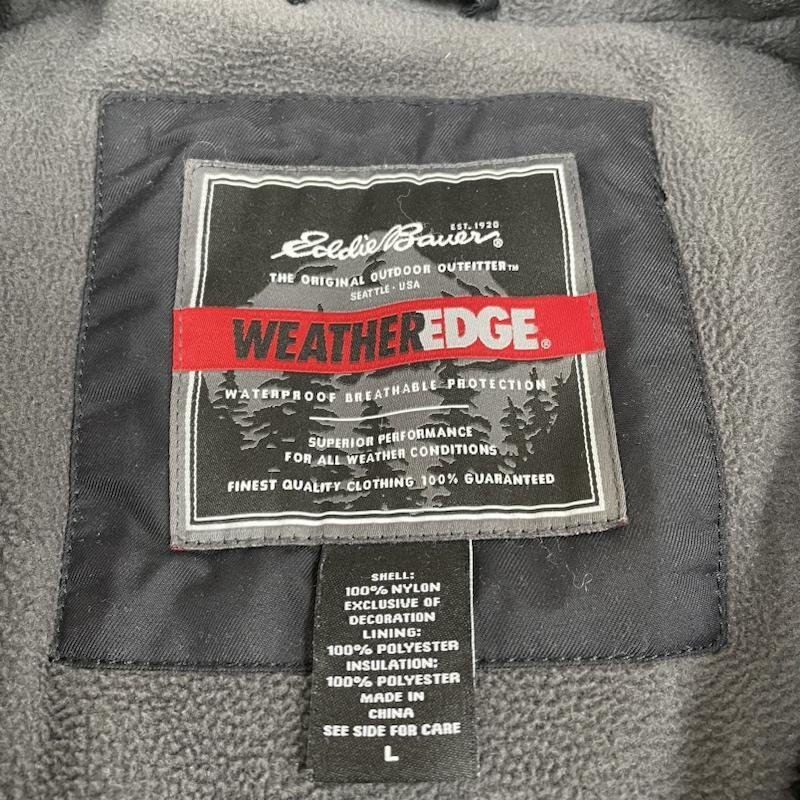 EST. 1920
Eddie Bauer®
THE ORIGINAL OUTDOOR OUTFITTER™
SEATTLE · USA
WEATHEREDGE®
WATERPROOF BREATHABLE PROTECTION
SUPERIOR PERFORMANCE
FOR ALL WEATHER CONDITIONS
FINEST QUALITY CLOTHING 100% GUARANTEED
SHELL:
100% NYLON
EXCLUSIVE OF
DECORATION
LINING:
100% POLYESTER
INSULATION:
100% POLYESTER
MADE IN
CHINA
SEE SIDE FOR CARE
L